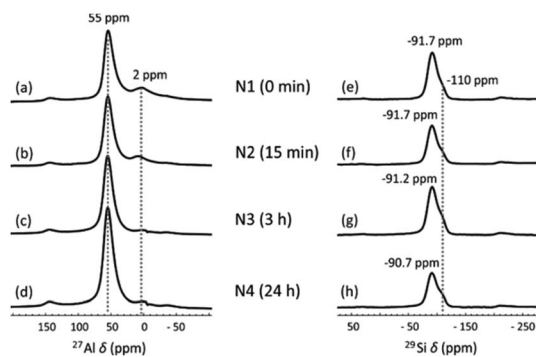 55 ppm
2 ppm
-91.7 ppm
-110 ppm
(a)
N1 (0 min)
(e)
-91.7 ppm
(b)
N2 (15 min)
(f)
-91.2 ppm
(c)
N3 (3 h)
(g)
-90.7 ppm
(d)
N4 (24 h)
(h)
150 100 50 0 - 50
50 - 50 - 150 - 250
²⁷Al δ (ppm)
²⁹Si δ (ppm)